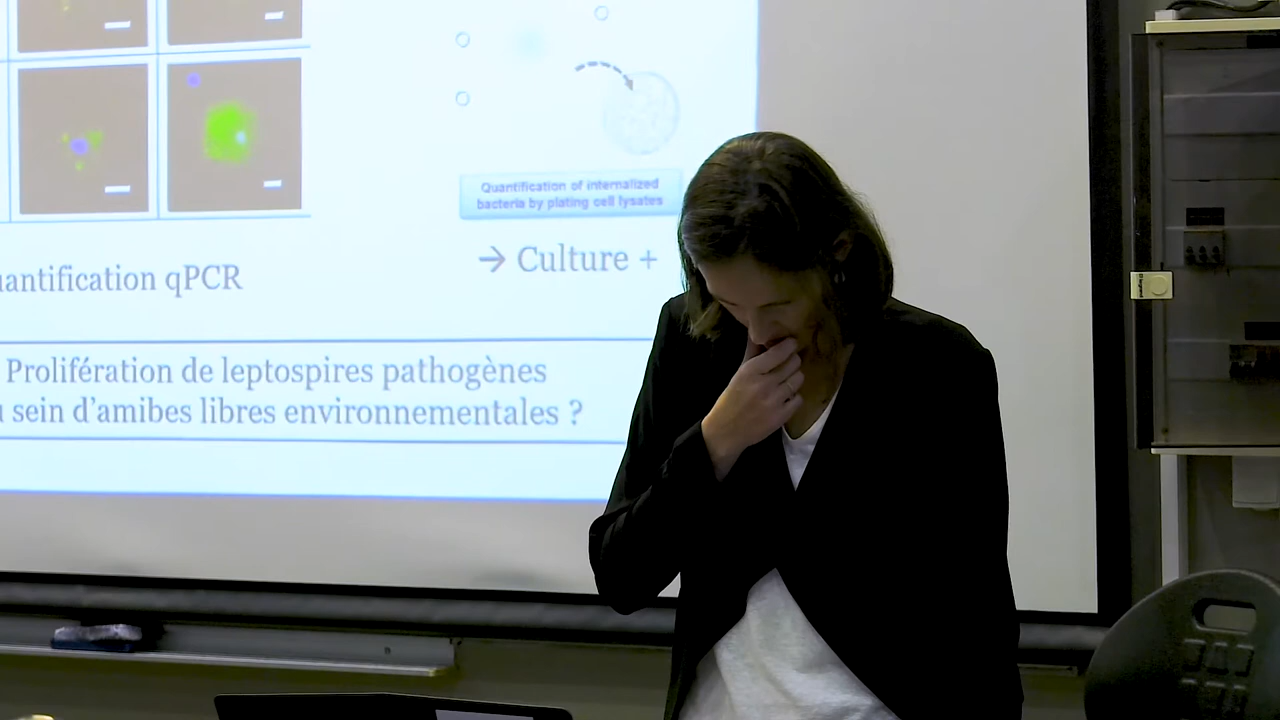 Quantification of internalized
bacteria by plating cell lysates
→ Culture +
uantification qPCR
Prolifération de leptospires pathogènes
u sein d'amibes libres environnementales ?